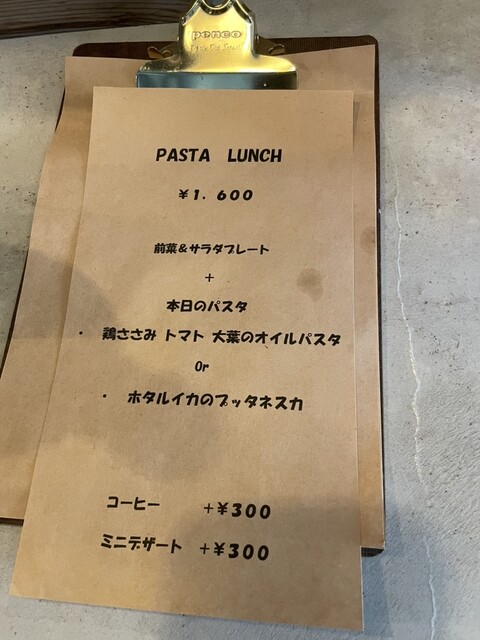 penco
PASTA LUNCH
￥1. 600
前菜&サラダプレート
+
本日のパスタ
・ 鶏ささみ トマト 大葉のオイルパスタ
Or
・ ホタルイカのプッタネスカ
コーヒー +￥300
ミニデザート +￥300